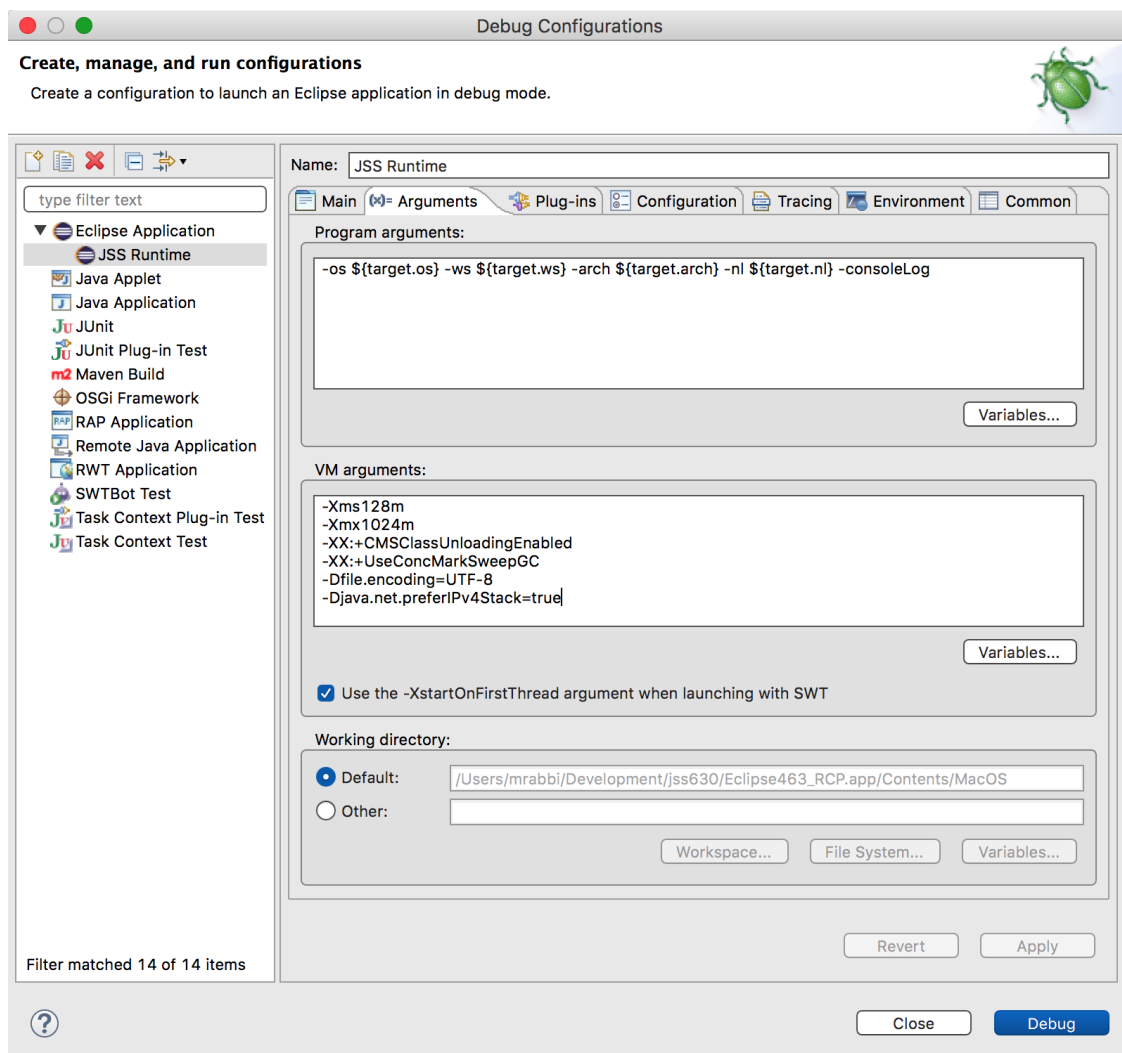 Debug Configurations
Create, manage, and run configurations
Create a configuration to launch an Eclipse application in debug mode.
type filter text
Eclipse Application
JSS Runtime
Java Applet
Java Application
Ju JUnit
JU JUnit Plug-in Test
m2 Maven Build
OSGi Framework
RAP RAP Application
Remote Java Application
RWT Application
SWTBot Test
Ju Task Context Plug-in Test
Ju Task Context Test
Filter matched 14 of 14 items
Name: JSS Runtime
Main (x)= Arguments Plug-ins Configuration Tracing Environment Common
Program arguments:
-os ${target.os} -ws ${target.ws} -arch ${target.arch} -nl ${target.nl} -consoleLog
Variables...
VM arguments:
-Xms128m
-Xmx1024m
-XX:+CMSClassUnloadingEnabled
-XX:+UseConcMarkSweepGC
-Dfile.encoding=UTF-8
-Djava.net.preferIPv4Stack=true
Variables...
Use the -XstartOnFirstThread argument when launching with SWT
Working directory:
Default: /Users/mrabbi/Development/jss630/Eclipse463_RCP.app/Contents/MacOS
Other:
Workspace... File System... Variables...
Revert Apply
? Close Debug